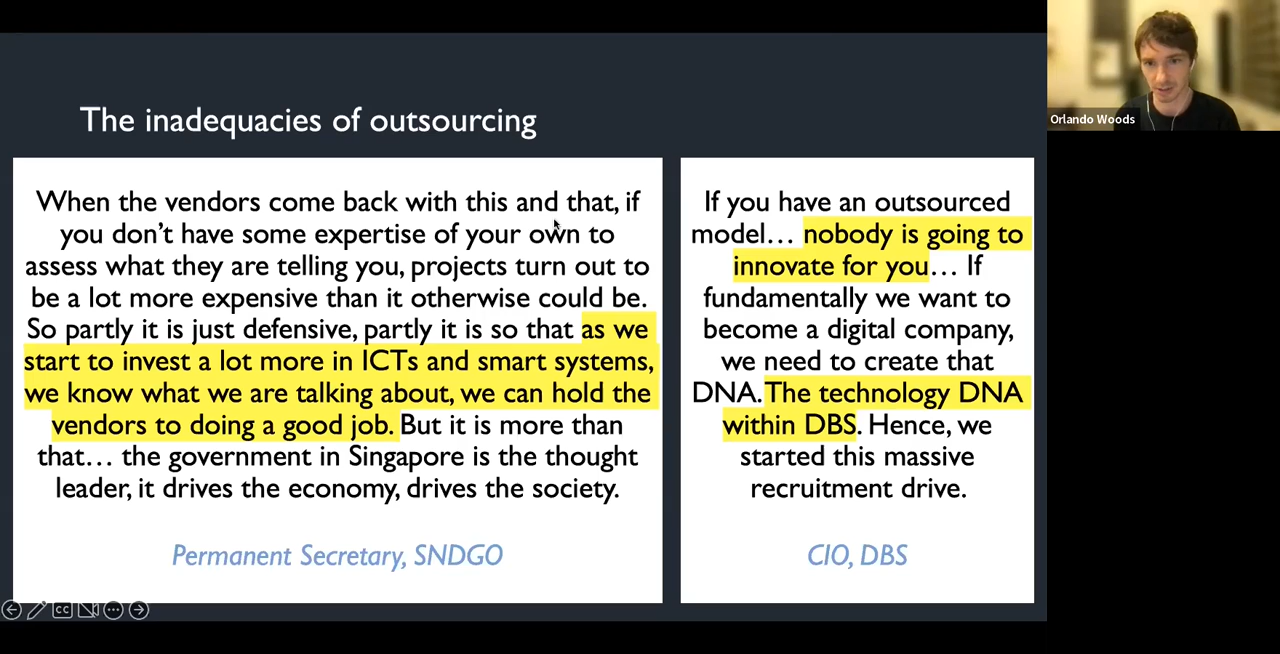 The inadequacies of outsourcing
When the vendors come back with this and that, if
you don't have some expertise of your own to
assess what they are telling you, projects turn out to
be a lot more expensive than it otherwise could be.
So partly it is just defensive, partly it is so that as we
start to invest a lot more in ICTs and smart systems,
we know what we are talking about, we can hold the
vendors to doing a good job. But it is more than
that… the government in Singapore is the thought
leader, it drives the economy, drives the society.
Permanent Secretary, SNDGO
If you have an outsourced
model… nobody is going to
innovate for you… If
fundamentally we want to
become a digital company,
we need to create that
DNA. The technology DNA
within DBS. Hence, we
started this massive
recruitment drive.
CIO, DBS
Orlando Woods
CC